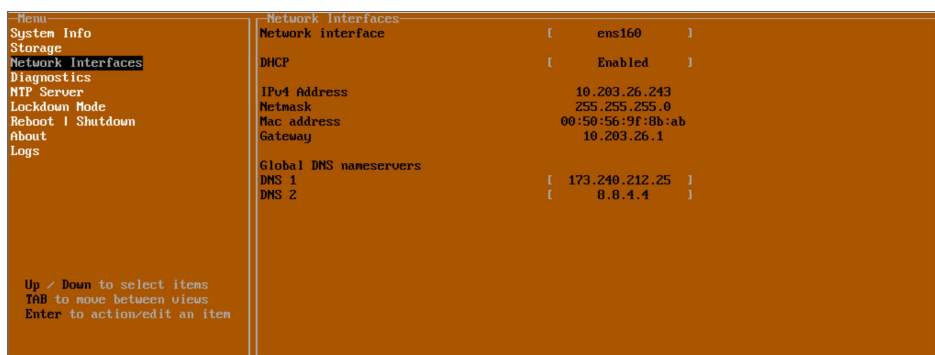 Menu
System Info
Storage
Network Interfaces
Diagnostics
NTP Server
Lockdown Mode
Reboot | Shutdown
About
Logs
Up / Down to select items
TAB to move between views
Enter to action/edit an item
Network Interfaces
Network interface [ ens160 ]
DHCP [ Enabled ]
IPv4 Address 10.203.26.243
Netmask 255.255.255.0
Mac address 00:50:56:9f:8b:ab
Gateway 10.203.26.1
Global DNS nameservers
DNS 1 [ 173.240.212.25 ]
DNS 2 [ 8.8.4.4 ]